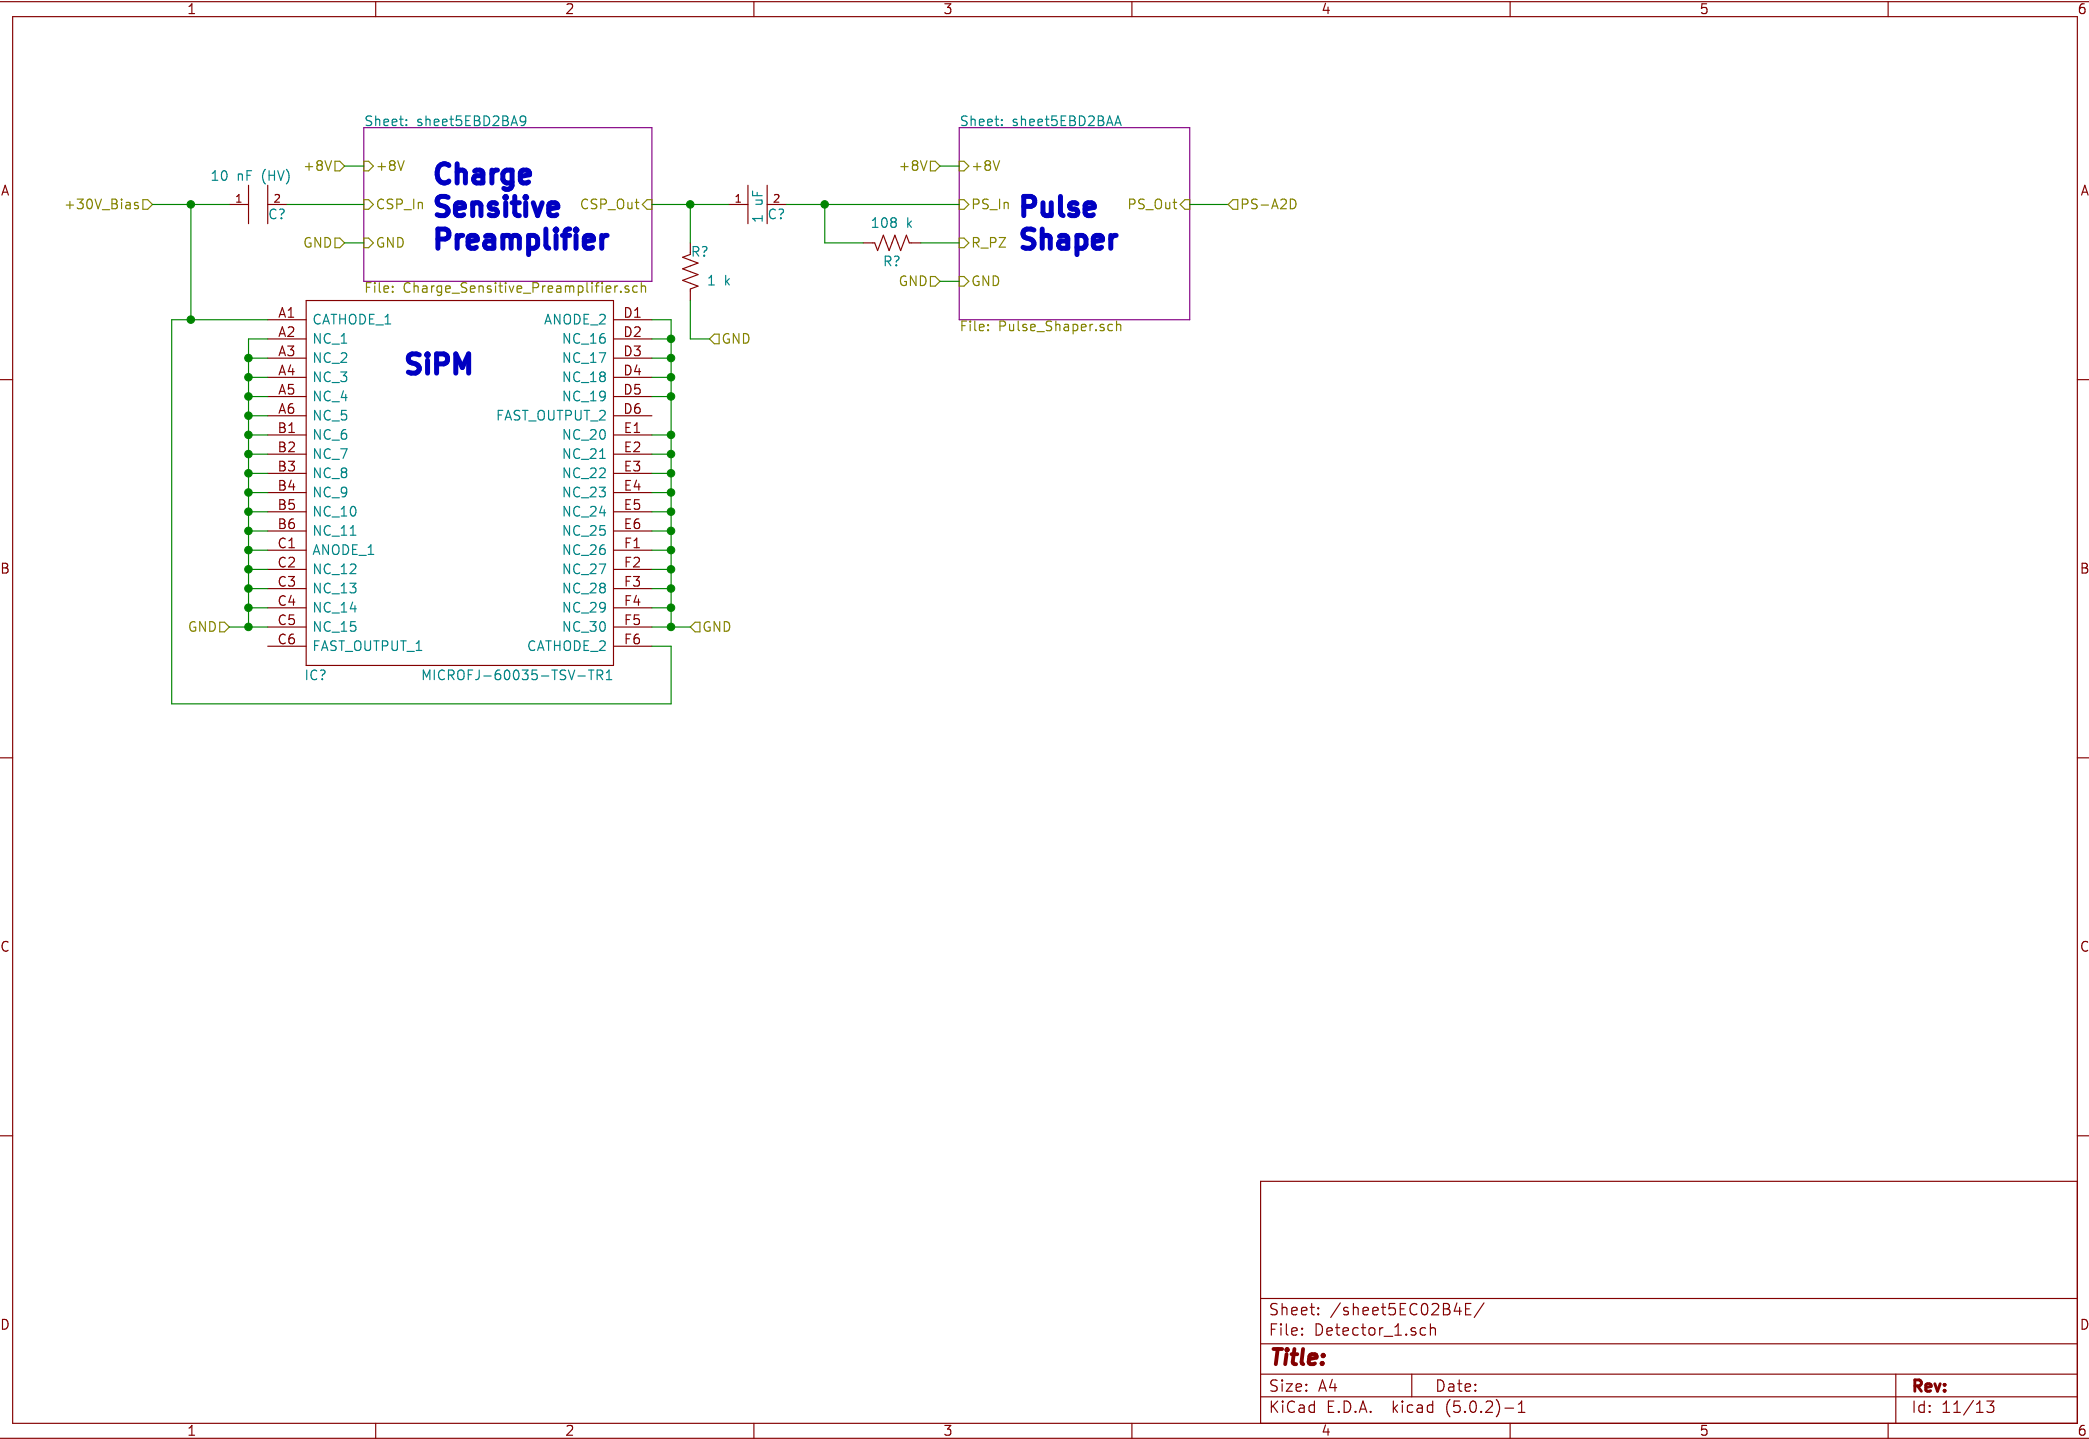 1 2 3 4 5 6
Sheet: sheet5EBD2BA9
Sheet: sheet5EBD2BAA
+8V +8V
Charge
Sensitive
Preamplifier
+8V +8V
10 nF (HV)
A A
+30V_Bias 1 2 C?
CSP_In CSP_Out
1 1 uF 2 C?
PS_In
Pulse
Shaper
PS_Out PS-A2D
108 k
R?
R_PZ
GND GND
R?
1 k
GND GND
File: Charge_Sensitive_Preamplifier.sch
File: Pulse_Shaper.sch
GND
SiPM
A1 CATHODE_1 ANODE_2 D1
A2 NC_1 NC_16 D2
A3 NC_2 NC_17 D3
A4 NC_3 NC_18 D4
A5 NC_4 NC_19 D5
A6 NC_5 FAST_OUTPUT_2 D6
B1 NC_6 NC_20 E1
B2 NC_7 NC_21 E2
B3 NC_8 NC_22 E3
B4 NC_9 NC_23 E4
B5 NC_10 NC_24 E5
B6 NC_11 NC_25 E6
C1 ANODE_1 NC_26 F1
C2 NC_12 NC_27 F2
B B
C3 NC_13 NC_28 F3
C4 NC_14 NC_29 F4
GND C5 NC_15 NC_30 F5 GND
C6 FAST_OUTPUT_1 CATHODE_2 F6
IC? MICROFJ-60035-TSV-TR1
C C
Sheet: /sheet5EC02B4E/
File: Detector_1.sch
D D
Title:
Size: A4 Date: Rev:
KiCad E.D.A. kicad (5.0.2)-1 Id: 11/13
1 2 3 4 5 6